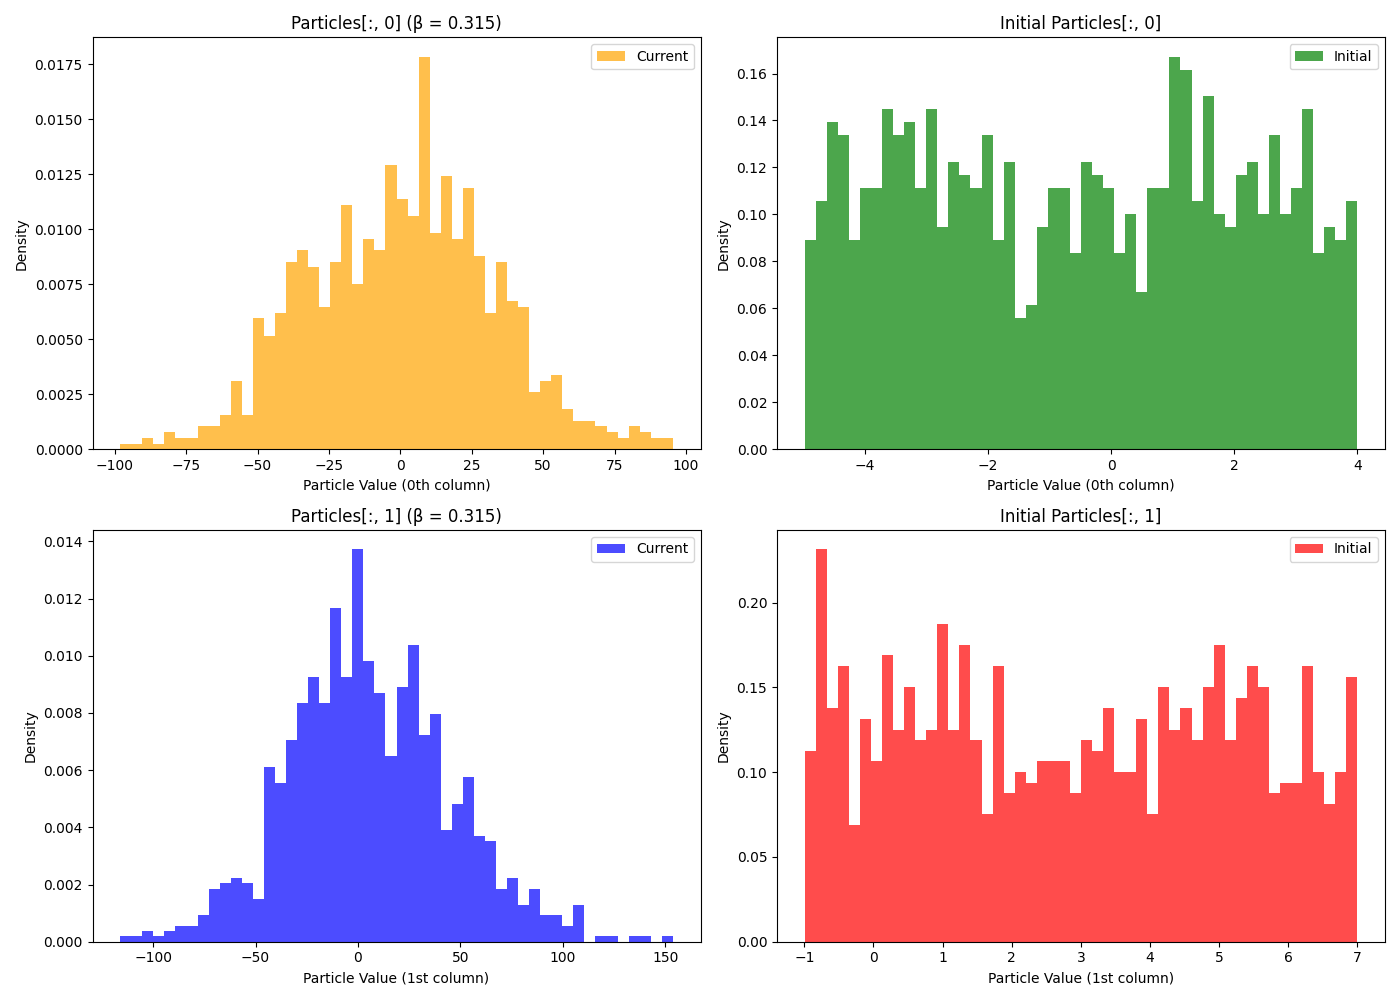 Particles[:, 0] (β = 0.315)
Current
0.0175
0.0150
0.0125
0.0100
0.0075
0.0050
0.0025
0.0000
Density
−100 −75 −50 −25 0 25 50 75 100
Particle Value (0th column)
Initial Particles[:, 0]
Initial
0.16
0.14
0.12
0.10
0.08
0.06
0.04
0.02
0.00
Density
−4 −2 0 2 4
Particle Value (0th column)
Particles[:, 1] (β = 0.315)
Current
0.014
0.012
0.010
0.008
0.006
0.004
0.002
0.000
Density
−100 −50 0 50 100 150
Particle Value (1st column)
Initial Particles[:, 1]
Initial
0.20
0.15
0.10
0.05
0.00
Density
−1 0 1 2 3 4 5 6 7
Particle Value (1st column)